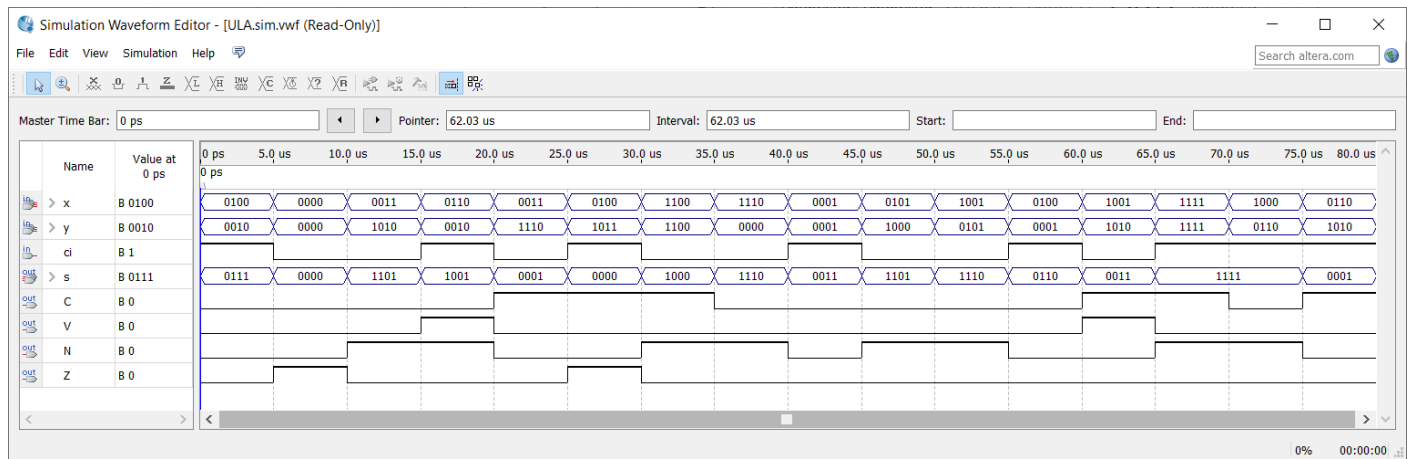 Simulation Waveform Editor - [ULA.sim.vwf (Read-Only)]
File Edit View Simulation Help
Search altera.com
Master Time Bar: 0 ps Pointer: 62.03 us Interval: 62.03 us Start: End:
Name Value at 0 ps
0 ps 5.0 us 10.0 us 15.0 us 20.0 us 25.0 us 30.0 us 35.0 us 40.0 us 45.0 us 50.0 us 55.0 us 60.0 us 65.0 us 70.0 us 75.0 us 80.0 us
0 ps
x B 0100 0100 0000 0011 0110 0011 0100 1100 1110 0001 0101 1001 0100 1001 1111 1000 0110
y B 0010 0010 0000 1010 0010 1110 1011 1100 0000 0001 1000 0101 0001 1010 1111 0110 1010
ci B 1
s B 0111 0111 0000 1101 1001 0001 0000 1000 1110 0011 1101 1110 0110 0011 1111 0001
C B 0
V B 0
N B 0
Z B 0
0% 00:00:00